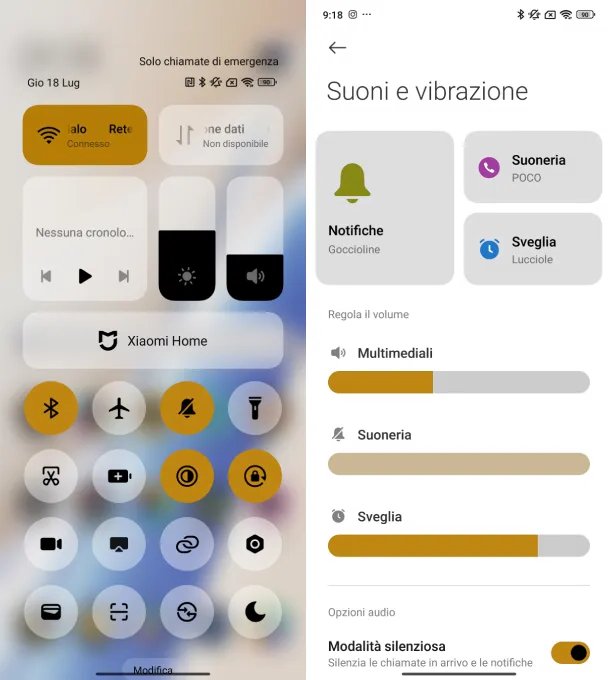 Solo chiamate di emergenza
Gio 18 Lug
90
alo Rete
Connesso
one dati
Non disponibile
Nessuna cronolo...
Xiaomi Home
Modifica
9:18
90
Suoni e vibrazione
Notifiche
Goccioline
Suoneria
POCO
Sveglia
Lucciole
Regola il volume
Multimediali
Suoneria
Sveglia
Opzioni audio
Modalità silenziosa
Silenzia le chiamate in arrivo e le notifiche